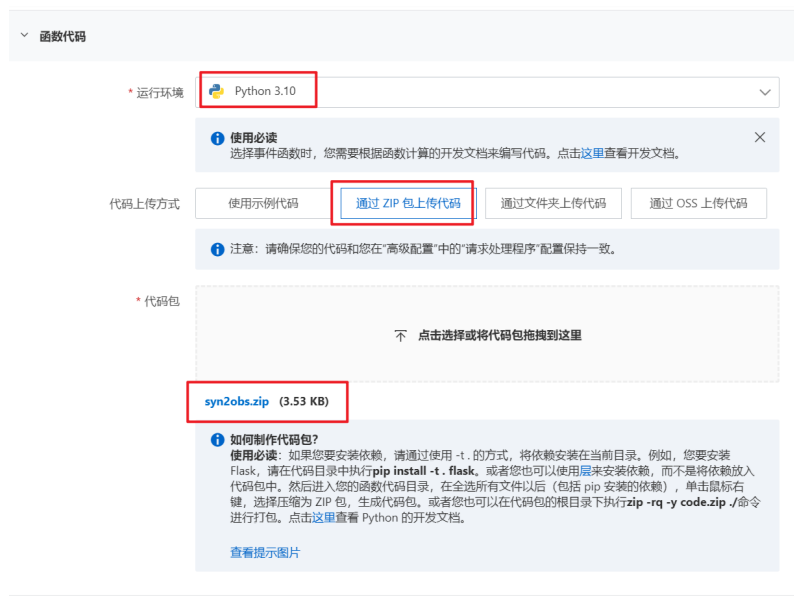 函数代码
* 运行环境
Python 3.10
使用必读
选择事件函数时，您需要根据函数计算的开发文档来编写代码。点击这里查看开发文档。
代码上传方式
使用示例代码
通过 ZIP 包上传代码
通过文件夹上传代码
通过 OSS 上传代码
注意：请确保您的代码和您在“高级配置”中的“请求处理程序”配置保持一致。
* 代码包
点击选择或将代码包拖拽到这里
syn2obs.zip (3.53 KB)
如何制作代码包？
使用必读：如果您要安装依赖，请通过使用 -t . 的方式，将依赖安装在当前目录。例如，您要安装
Flask，请在代码目录中执行pip install -t . flask。或者您也可以使用层来安装依赖，而不是将依赖放入
代码包中。然后进入您的函数代码目录，在全选所有文件以后（包括 pip 安装的依赖），单击鼠标右
键，选择压缩为 ZIP 包，生成代码包。或者您也可以在代码包的根目录下执行zip -rq -y code.zip ./命令
进行打包。点击这里查看 Python 的开发文档。
查看提示图片